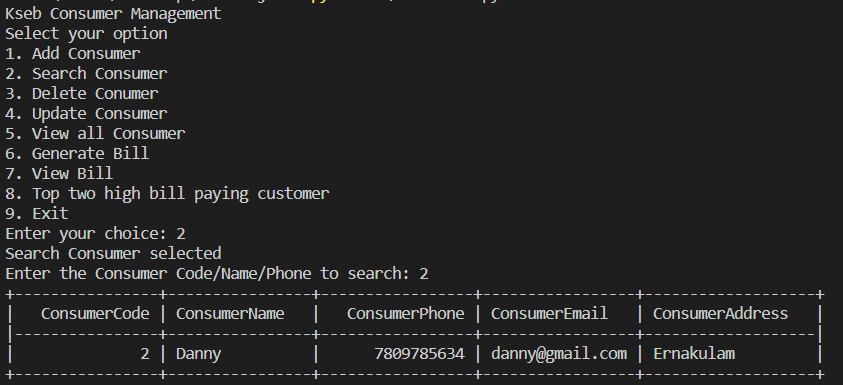 Kseb Consumer Management
Select your option
1. Add Consumer
2. Search Consumer
3. Delete Conumer
4. Update Consumer
5. View all Consumer
6. Generate Bill
7. View Bill
8. Top two high bill paying customer
9. Exit
Enter your choice: 2
Search Consumer selected
Enter the Consumer Code/Name/Phone to search: 2
+----------------+----------------+-----------------+-----------------+-------------------+
|   ConsumerCode | ConsumerName   |   ConsumerPhone | ConsumerEmail   | ConsumerAddress   |
|----------------+----------------+-----------------+-----------------+-------------------|
|              2 | Danny          |      7809785634 | danny@gmail.com | Ernakulam         |
+----------------+----------------+-----------------+-----------------+-------------------+